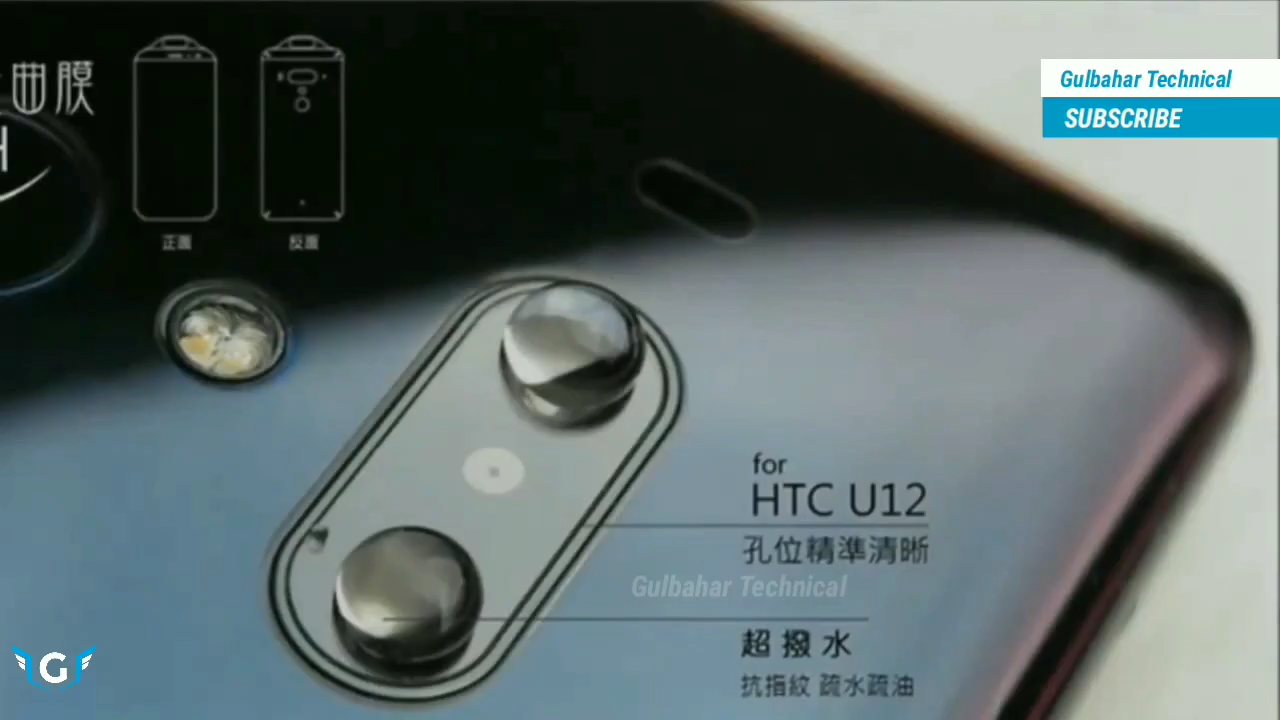 曲膜
H
正面
反面
Gulbahar Technical
SUBSCRIBE
for
HTC U12
孔位精準清晰
Gulbahar Technical
超撥水
抗指紋 疏水疏油
G